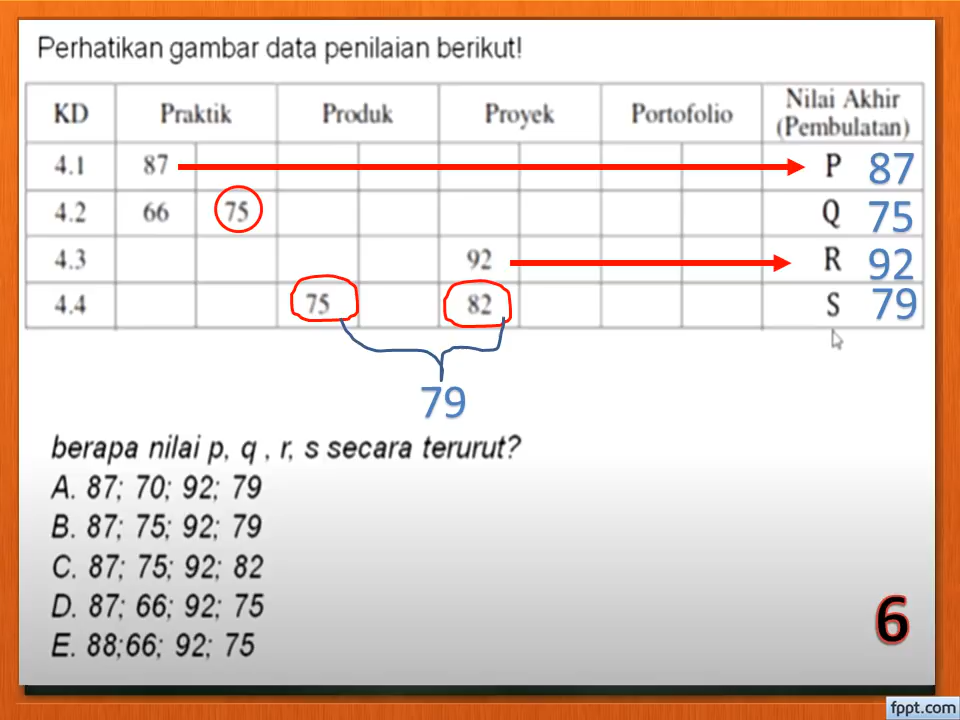 Perhatikan gambar data penilaian berikut!
KD Praktik Produk Proyek Portofolio Nilai Akhir (Pembulatan)
4.1 87 P 87
4.2 66 75 Q 75
4.3 92 R 92
4.4 75 82 S 79
79
berapa nilai p, q , r, s secara terurut?
A. 87; 70; 92; 79
B. 87; 75; 92; 79
C. 87; 75; 92; 82
D. 87; 66; 92; 75
E. 88;66; 92; 75
6
fppt.com